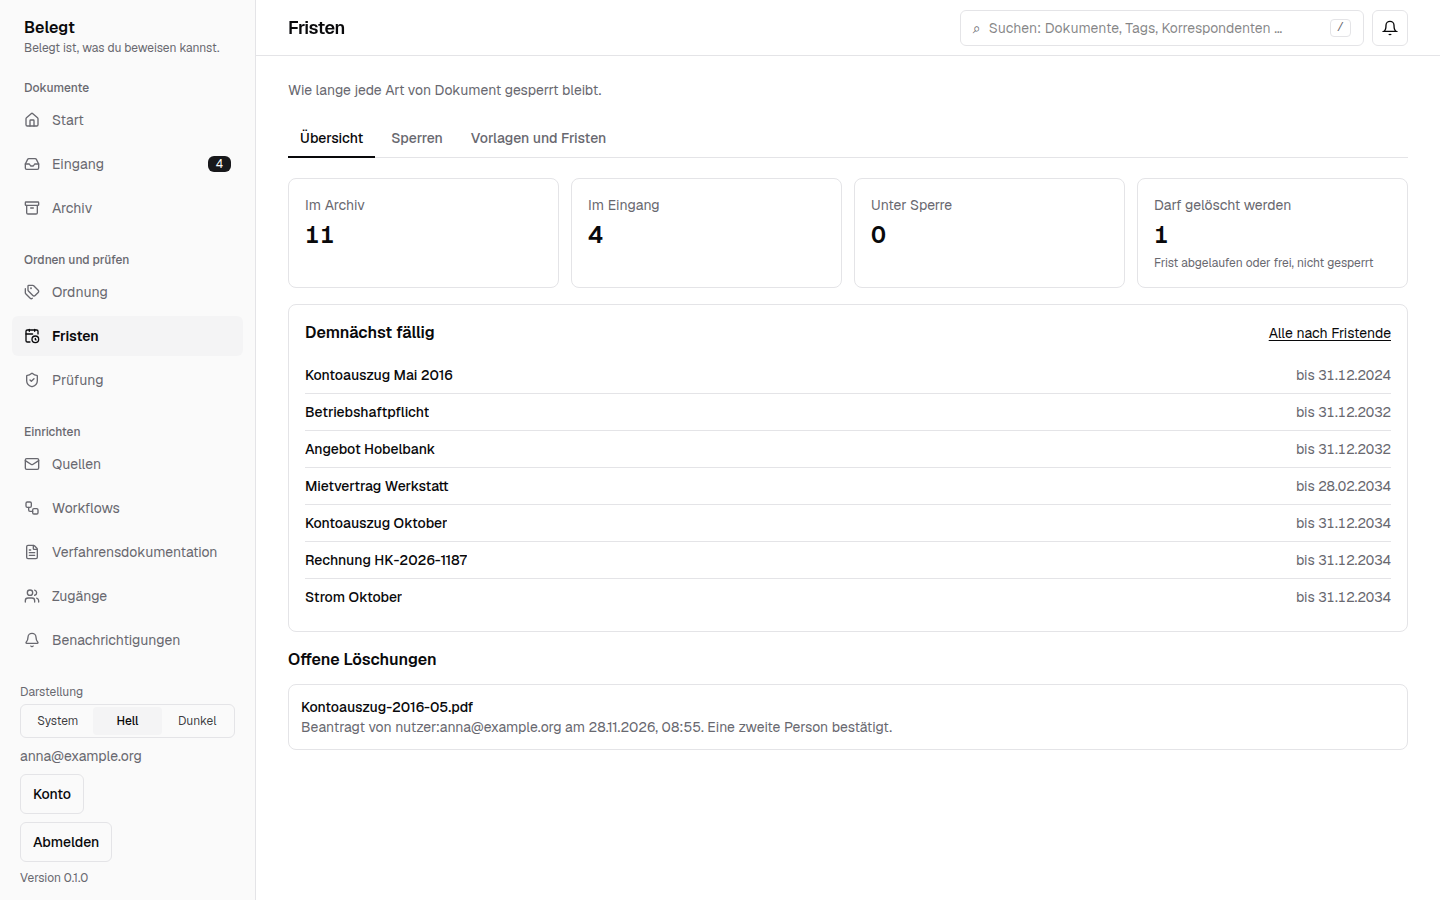 Belegt
Belegt ist, was du beweisen kannst.
Dokumente
Start
Eingang 4
Archiv
Ordnen und prüfen
Ordnung
Fristen
Prüfung
Einrichten
Quellen
Workflows
Verfahrensdokumentation
Zugänge
Benachrichtigungen
Darstellung
System Hell Dunkel
anna@example.org
Konto
Abmelden
Version 0.1.0
Fristen
Suchen: Dokumente, Tags, Korrespondenten … /
Wie lange jede Art von Dokument gesperrt bleibt.
Übersicht Sperren Vorlagen und Fristen
Im Archiv
11
Im Eingang
4
Unter Sperre
0
Darf gelöscht werden
1
Frist abgelaufen oder frei, nicht gesperrt
Demnächst fällig Alle nach Fristende
Kontoauszug Mai 2016 bis 31.12.2024
Betriebshaftpflicht bis 31.12.2032
Angebot Hobelbank bis 31.12.2032
Mietvertrag Werkstatt bis 28.02.2034
Kontoauszug Oktober bis 31.12.2034
Rechnung HK-2026-1187 bis 31.12.2034
Strom Oktober bis 31.12.2034
Offene Löschungen
Kontoauszug-2016-05.pdf
Beantragt von nutzer:anna@example.org am 28.11.2026, 08:55. Eine zweite Person bestätigt.